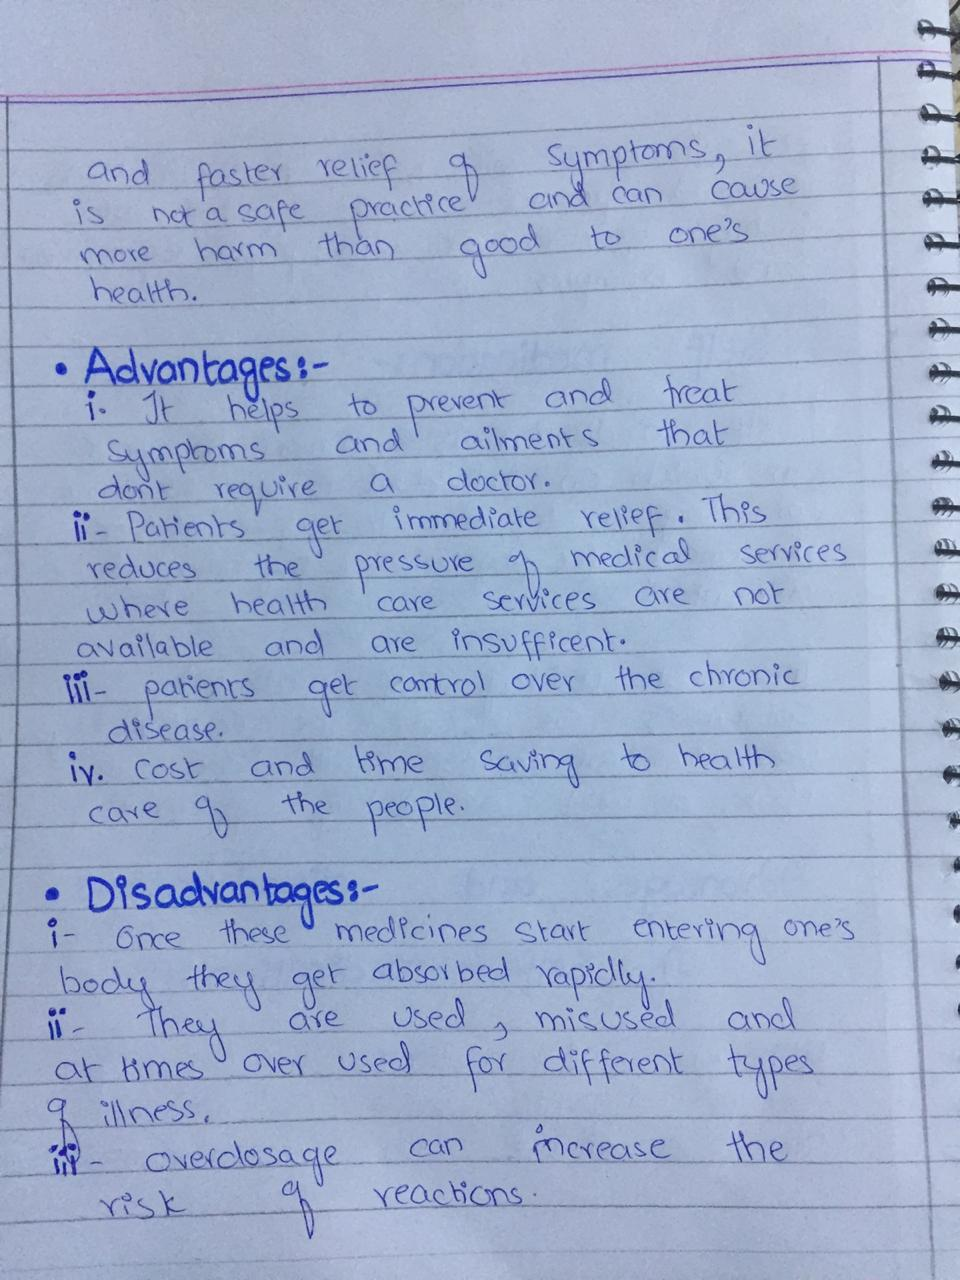 and faster relief of symptoms, it
is not a safe practice and can cause
more harm than good to one's
health.
• Advantages:-
i. It helps to prevent and treat
symptoms and ailments that
don't require a doctor.
ii- Patients get immediate relief. This
reduces the pressure of medical services
where health care services are not
available and are insufficent.
iii- patients get control over the chronic
disease.
iv. cost and time saving to health
care of the people.
• Disadvantages:-
i- Once these medicines start entering one's
body they get absorbed rapidly.
ii- They are used, misused and
at times over used for different types
of illness.
iii- overdosage can increase the
risk of reactions.